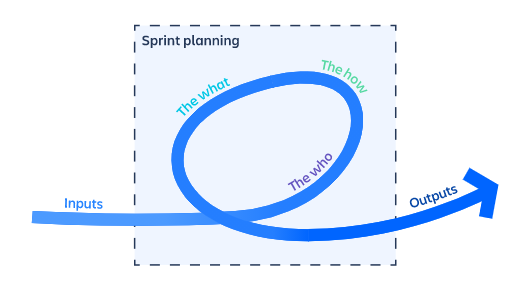 Sprint planning
The what
The how
The who
Inputs
Outputs